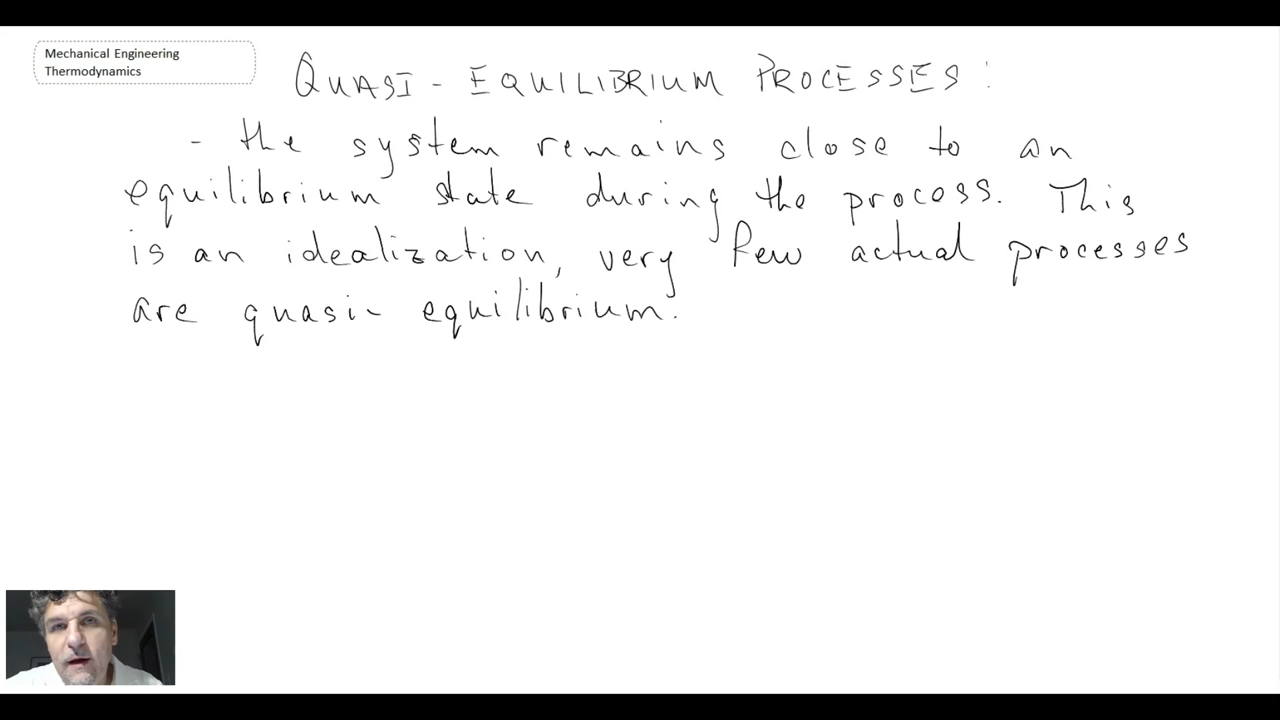 Mechanical Engineering
Thermodynamics
QUASI - EQUILIBRIUM PROCESSES :
- the system remains close to an
equilibrium state during the process. This
is an idealization, very few actual processes
are quasi- equilibrium.